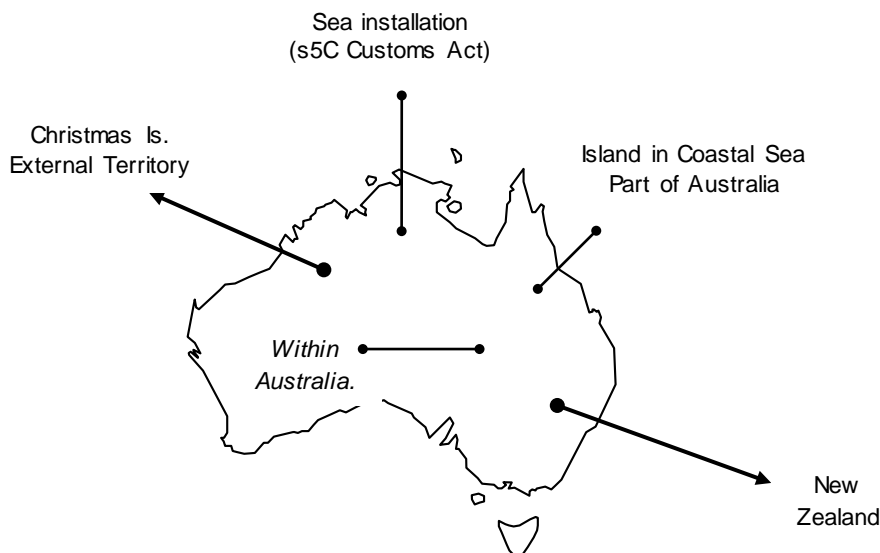 Sea installation
(s5C Customs Act)
Christmas Is.
External Territory
Island in Coastal Sea
Part of Australia
Within
Australia.
New
Zealand